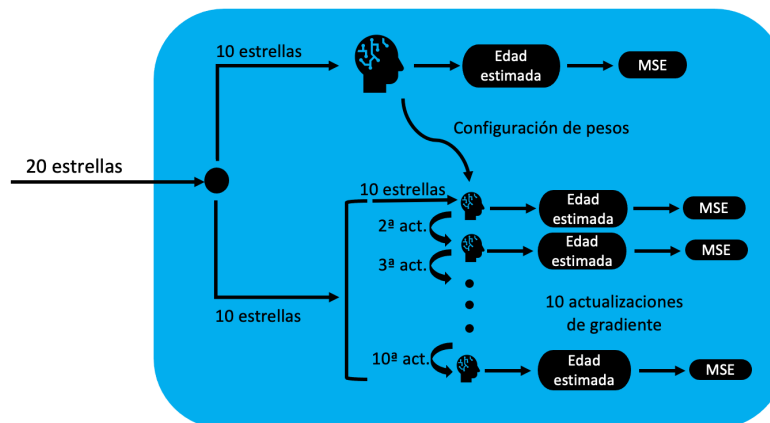 10 estrellas
Edad
estimada
MSE
Configuración de pesos
20 estrellas
10 estrellas
Edad
estimada
MSE
2ª act.
Edad
estimada
MSE
3ª act.
10 estrellas
10 actualizaciones
de gradiente
10ª act.
Edad
estimada
MSE